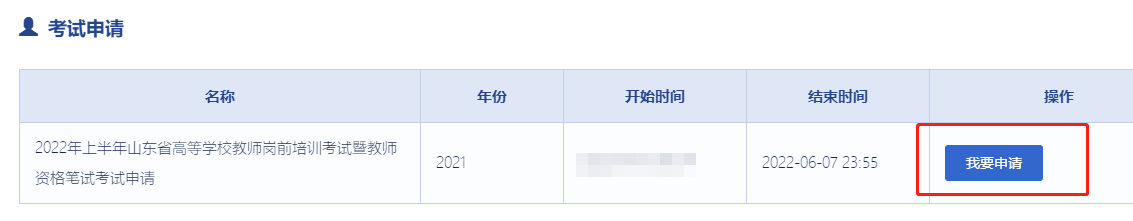 考试申请
名称 年份 开始时间 结束时间 操作
2022年上半年山东省高等学校教师岗前培训考试暨教师
资格笔试考试申请
2021
2022-06-07 23:55
我要申请